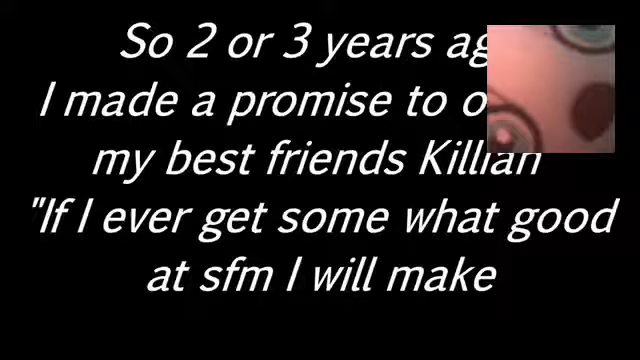 So 2 or 3 years
I made a promise to
my best friends Killian
"If I ever get some what good
at sfm I will make